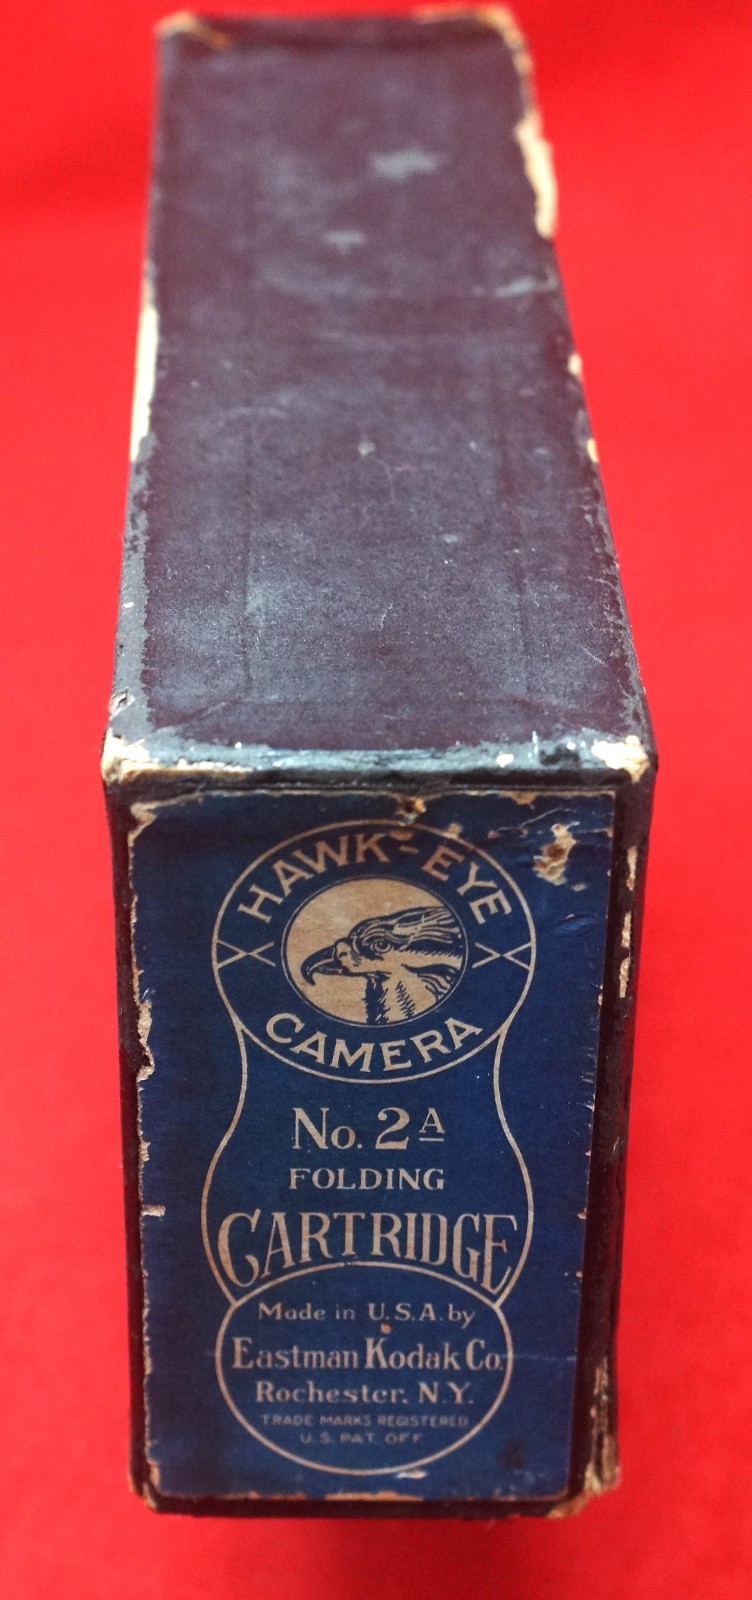 HAWK-EYE
CAMERA
No. 2A
FOLDING
CARTRIDGE
Made in U.S.A. by
Eastman Kodak Co.
Rochester, N.Y.
TRADE MARKS REGISTERED
U.S. PAT. OFF.